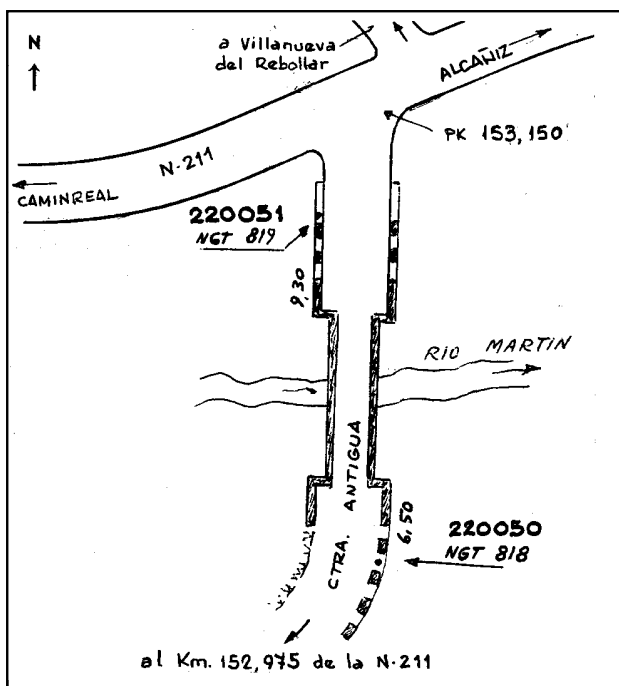 N
a Villanueva
del Rebollar
ALCAÑIZ
PK 153,150
N-211
CAMINREAL
220051
NGT 819
9,30
RIO MARTIN
CTRA. ANTIGUA
6,50
220050
NGT 818
al Km. 152,975 de la N-211